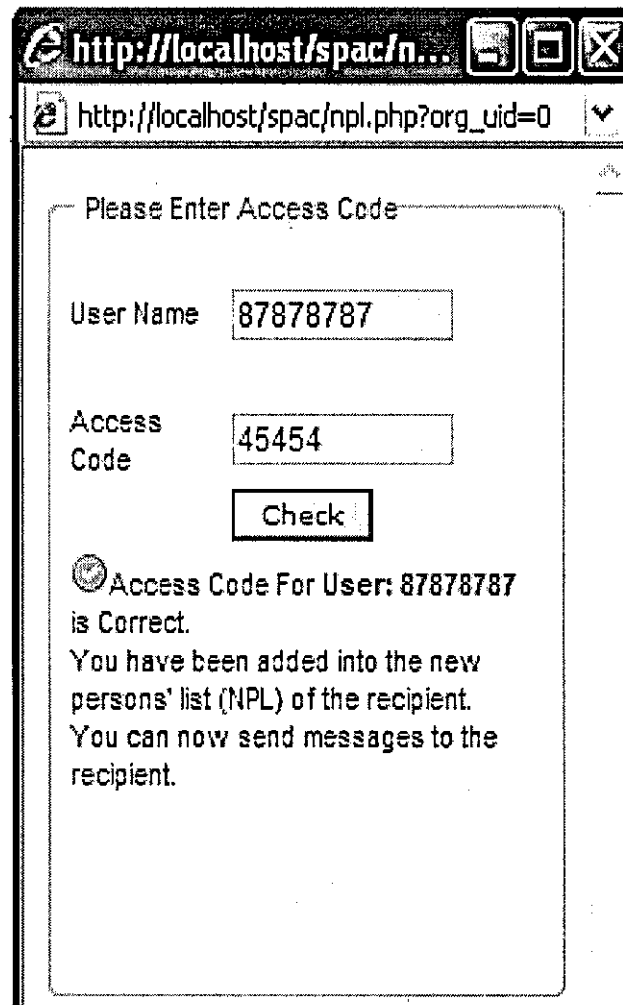 http://localhost/spac/n...
http://localhost/spac/npl.php?org_uid=0
Please Enter Access Code
User Name 87878787
Access
Code
45454
Check
Access Code For User: 87878787
is Correct.
You have been added into the new
persons' list (NPL) of the recipient.
You can now send messages to the
recipient.